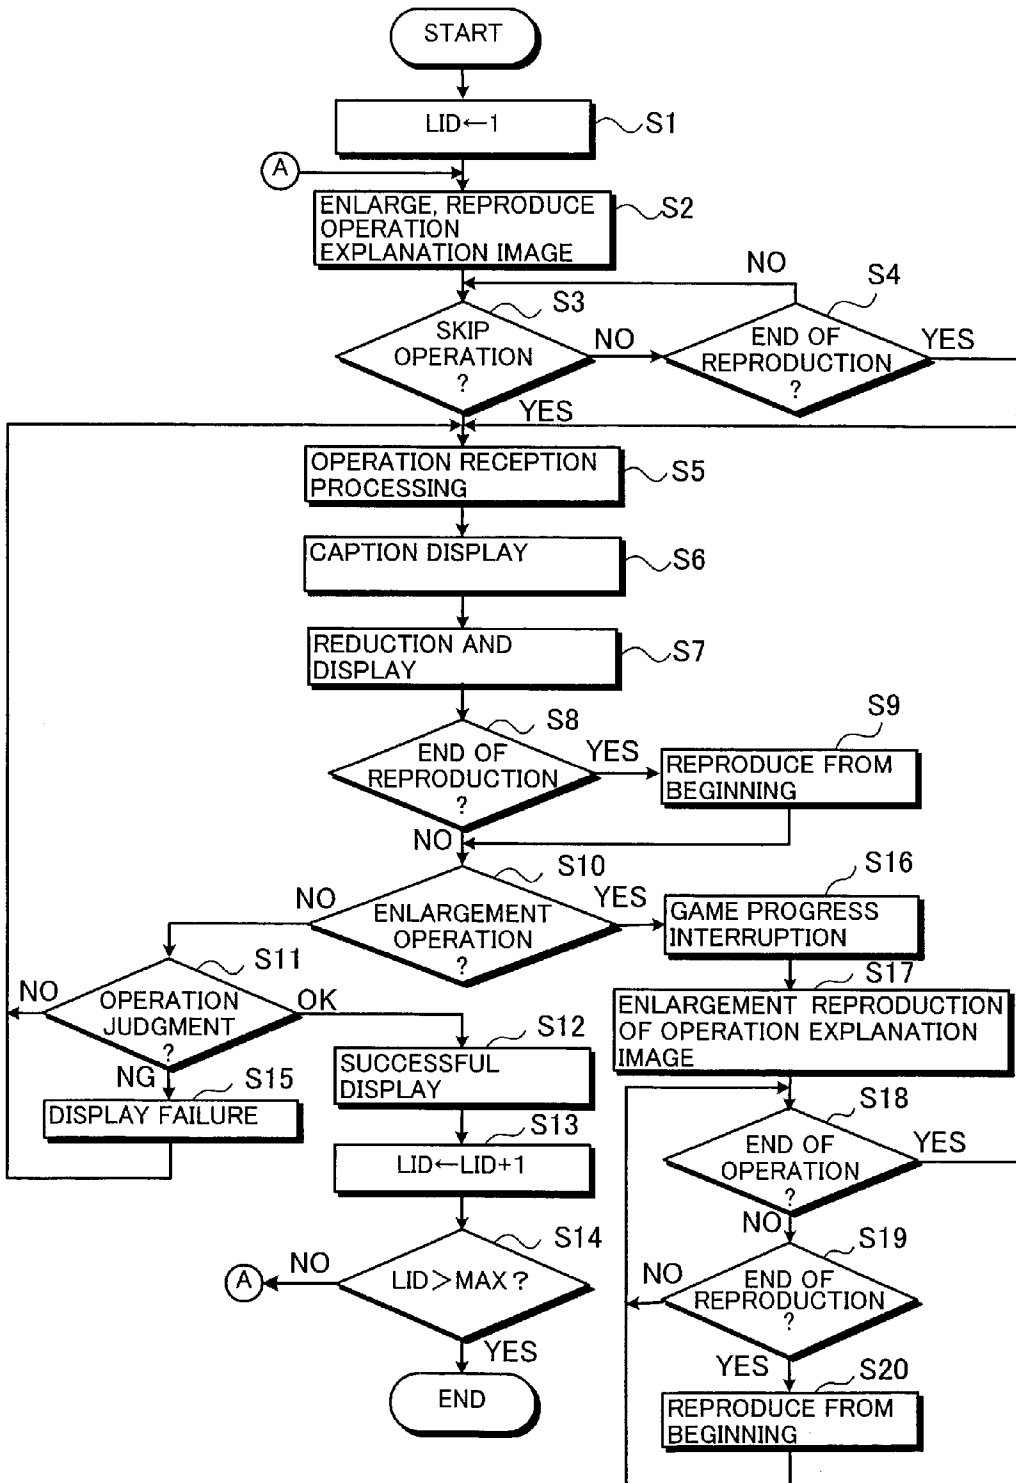 START
LID←1
S1
A
ENLARGE, REPRODUCE
OPERATION
EXPLANATION IMAGE
S2
NO
S4
S3
SKIP
OPERATION
?
NO
END OF
REPRODUCTION
?
YES
YES
OPERATION RECEPTION
PROCESSING
S5
CAPTION DISPLAY
S6
REDUCTION AND
DISPLAY
S7
S8
END OF
REPRODUCTION
?
YES
S9
REPRODUCE FROM
BEGINNING
NO
S10
NO
ENLARGEMENT
OPERATION
?
YES
S16
GAME PROGRESS
INTERRUPTION
S11
NO
OPERATION
JUDGMENT
?
OK
S17
ENLARGEMENT REPRODUCTION
OF OPERATION EXPLANATION
IMAGE
S12
SUCCESSFUL
DISPLAY
NG
S15
DISPLAY FAILURE
S13
LID←LID+1
S18
END OF
OPERATION
?
YES
NO
S14
NO
LID>MAX?
A
YES
END
S19
NO
END OF
REPRODUCTION
?
YES
S20
REPRODUCE FROM
BEGINNING